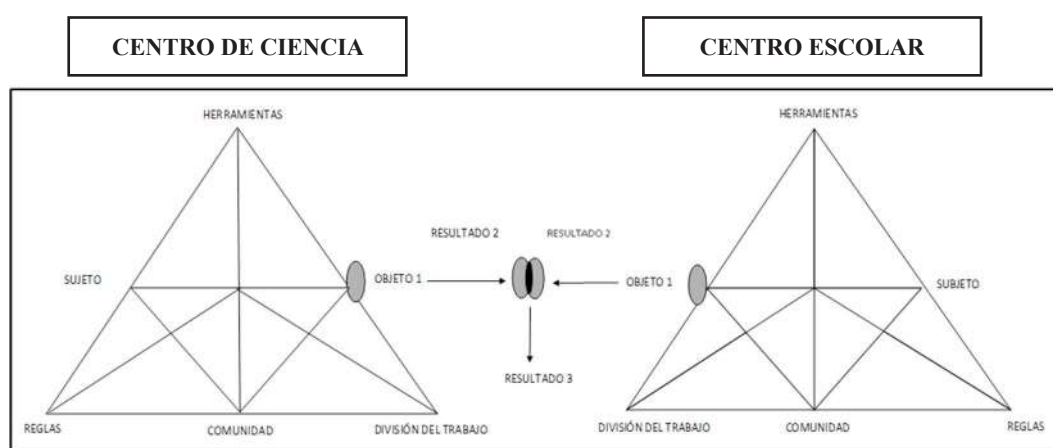 CENTRO DE CIENCIA
CENTRO ESCOLAR
HERRAMIENTAS
HERRAMIENTAS
RESULTADO 2
RESULTADO 2
SUJETO
OBJETO 1
OBJETO 1
SUBJETO
RESULTADO 3
REGLAS
COMUNIDAD
DIVISIÓN DEL TRABAJO
DIVISIÓN DEL TRABAJO
COMUNIDAD
REGLAS